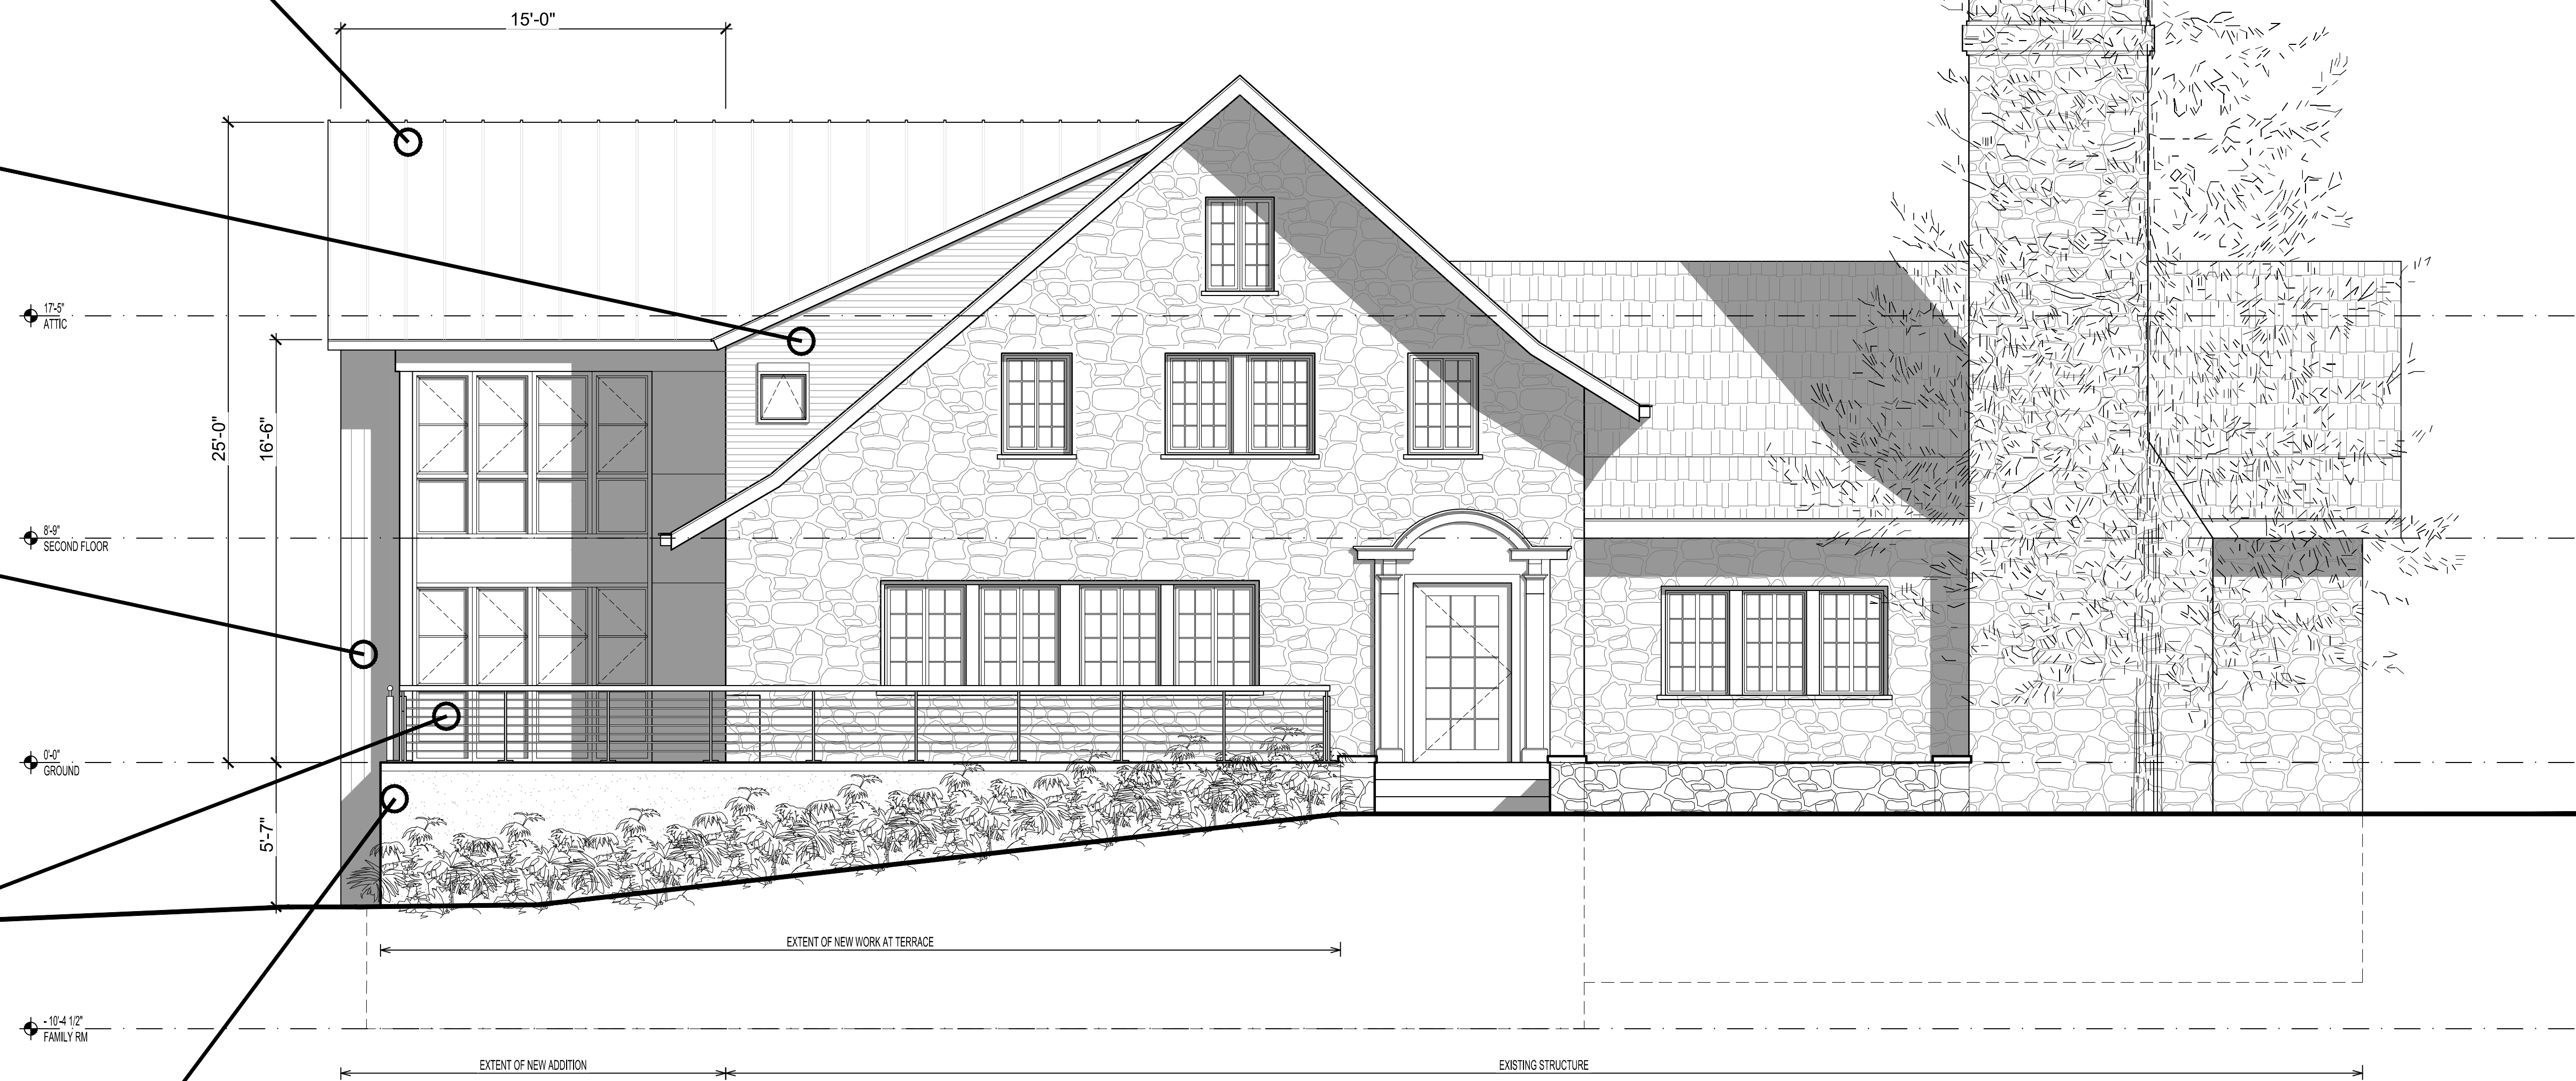 15'-0"
17'-5"
ATTIC
25'-0"
16'-6"
8'-9"
SECOND FLOOR
0'-0"
GROUND
5'-7"
EXTENT OF NEW WORK AT TERRACE
- 10'-4 1/2"
FAMILY RM
EXTENT OF NEW ADDITION
EXISTING STRUCTURE